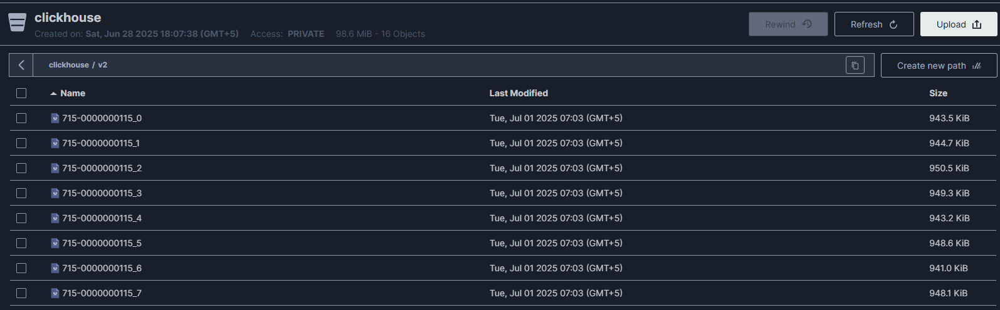 clickhouse
Created on: Sat, Jun 28 2025 18:07:38 (GMT+5) Access: PRIVATE 98.6 MiB - 16 Objects
Rewind Refresh Upload
clickhouse / v2
Create new path
Name Last Modified Size
715-0000000115_0 Tue, Jul 01 2025 07:03 (GMT+5) 943.5 KiB
715-0000000115_1 Tue, Jul 01 2025 07:03 (GMT+5) 944.7 KiB
715-0000000115_2 Tue, Jul 01 2025 07:03 (GMT+5) 950.5 KiB
715-0000000115_3 Tue, Jul 01 2025 07:03 (GMT+5) 949.3 KiB
715-0000000115_4 Tue, Jul 01 2025 07:03 (GMT+5) 943.2 KiB
715-0000000115_5 Tue, Jul 01 2025 07:03 (GMT+5) 948.6 KiB
715-0000000115_6 Tue, Jul 01 2025 07:03 (GMT+5) 941.0 KiB
715-0000000115_7 Tue, Jul 01 2025 07:03 (GMT+5) 948.1 KiB